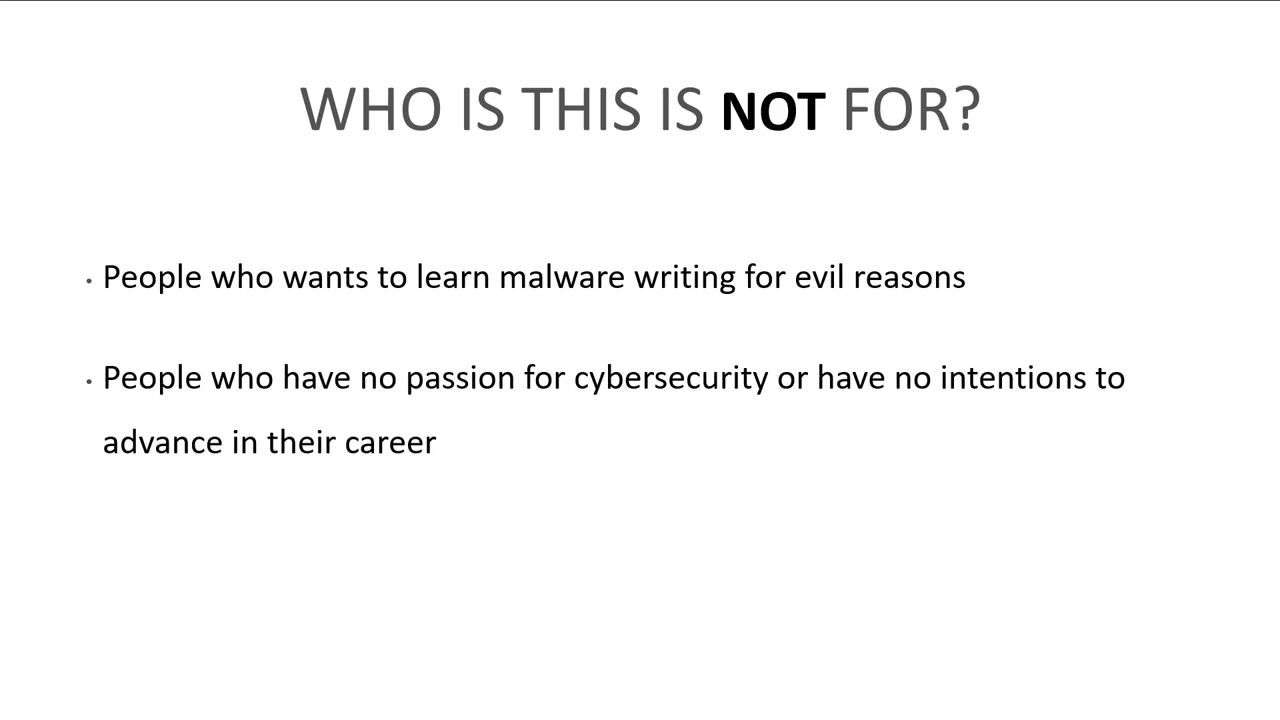 WHO IS THIS IS NOT FOR?
• People who wants to learn malware writing for evil reasons
• People who have no passion for cybersecurity or have no intentions to
advance in their career